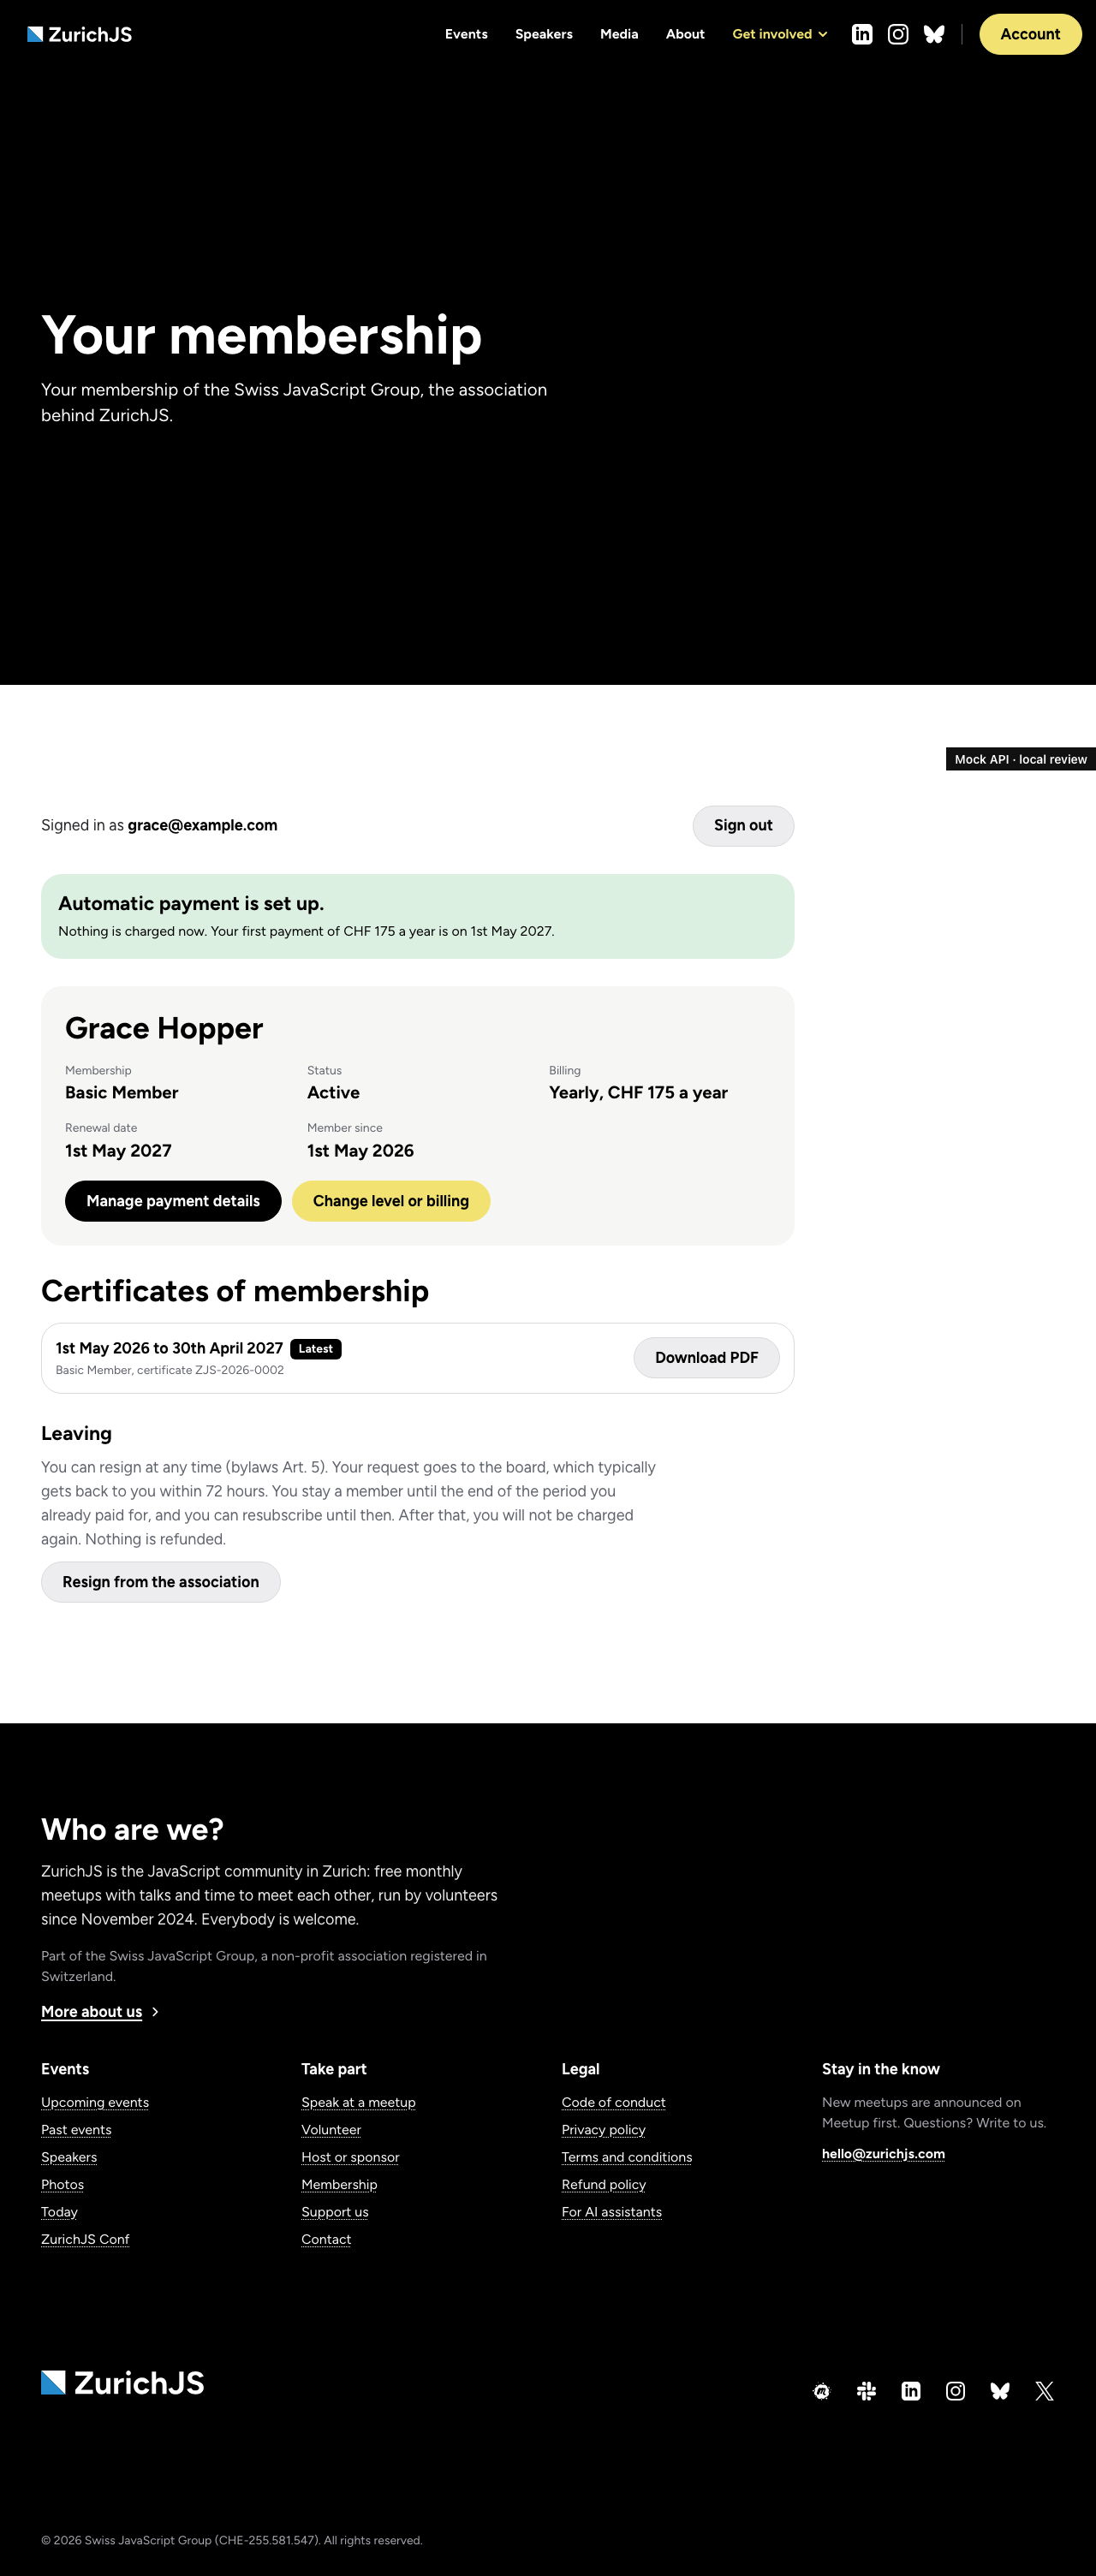 ZurichJS
Events
Speakers
Media
About
Get involved
Account
Your membership
Your membership of the Swiss JavaScript Group, the association
behind ZurichJS.
Mock API · local review
Signed in as grace@example.com
Sign out
Automatic payment is set up.
Nothing is charged now. Your first payment of CHF 175 a year is on 1st May 2027.
Grace Hopper
Membership
Basic Member
Status
Active
Billing
Yearly, CHF 175 a year
Renewal date
1st May 2027
Member since
1st May 2026
Manage payment details
Change level or billing
Certificates of membership
1st May 2026 to 30th April 2027 Latest
Basic Member, certificate ZJS-2026-0002
Download PDF
Leaving
You can resign at any time (bylaws Art. 5). Your request goes to the board, which typically
gets back to you within 72 hours. You stay a member until the end of the period you
already paid for, and you can resubscribe until then. After that, you will not be charged
again. Nothing is refunded.
Resign from the association
Who are we?
ZurichJS is the JavaScript community in Zurich: free monthly
meetups with talks and time to meet each other, run by volunteers
since November 2024. Everybody is welcome.
Part of the Swiss JavaScript Group, a non-profit association registered in
Switzerland.
More about us
Events
Upcoming events
Past events
Speakers
Photos
Today
ZurichJS Conf
Take part
Speak at a meetup
Volunteer
Host or sponsor
Membership
Support us
Contact
Legal
Code of conduct
Privacy policy
Terms and conditions
Refund policy
For AI assistants
Stay in the know
New meetups are announced on
Meetup first. Questions? Write to us.
hello@zurichjs.com
ZurichJS
© 2026 Swiss JavaScript Group (CHE-255.581.547). All rights reserved.